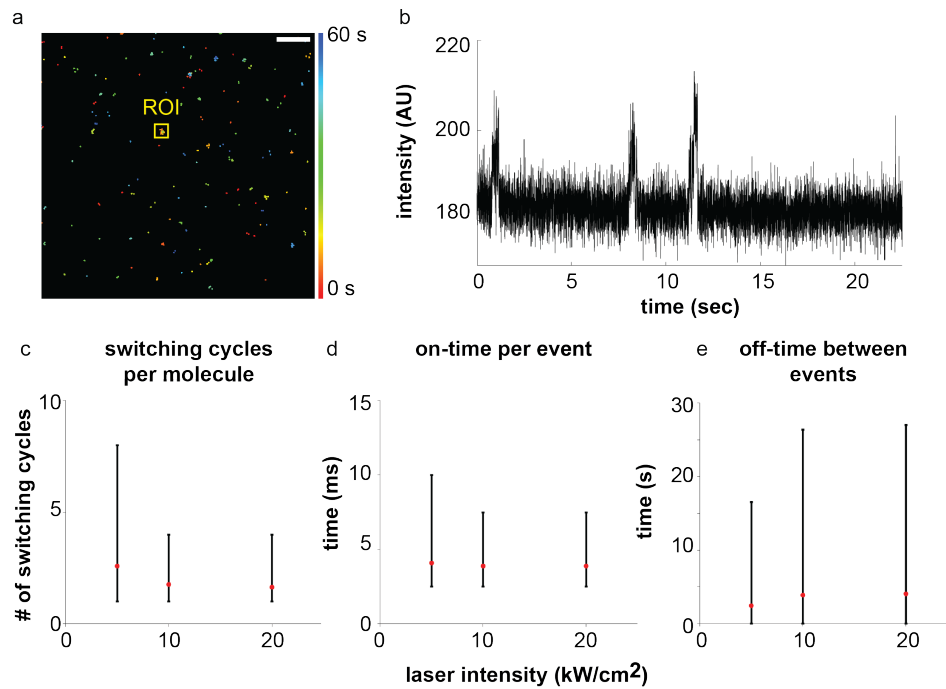 a
60 s
ROI
0 s
b
220
200
180
intensity (AU)
0 5 10 15 20
time (sec)
c switching cycles
per molecule
10
5
0
# of switching cycles
0 10 20
d on-time per event
15
10
5
0
time (ms)
0 10 20
e off-time between
events
30
20
10
0
time (s)
0 10 20
laser intensity (kW/cm2)